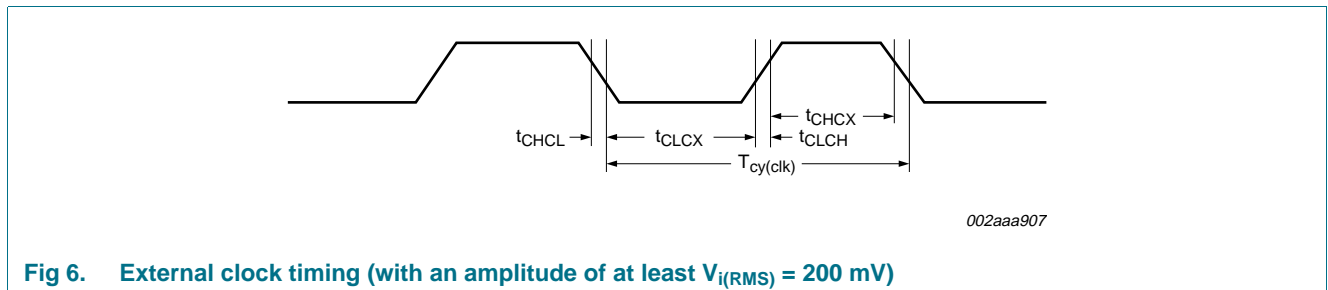 tCHCX
tCHCL tCLCX tCLCH
Tcy(clk)
002aaa907
Fig 6. External clock timing (with an amplitude of at least Vi(RMS) = 200 mV)